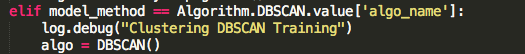 elif model_method == Algorithm.DBSCAN.value['algo_name']:
    log.debug("Clustering DBSCAN Training")
    algo = DBSCAN()